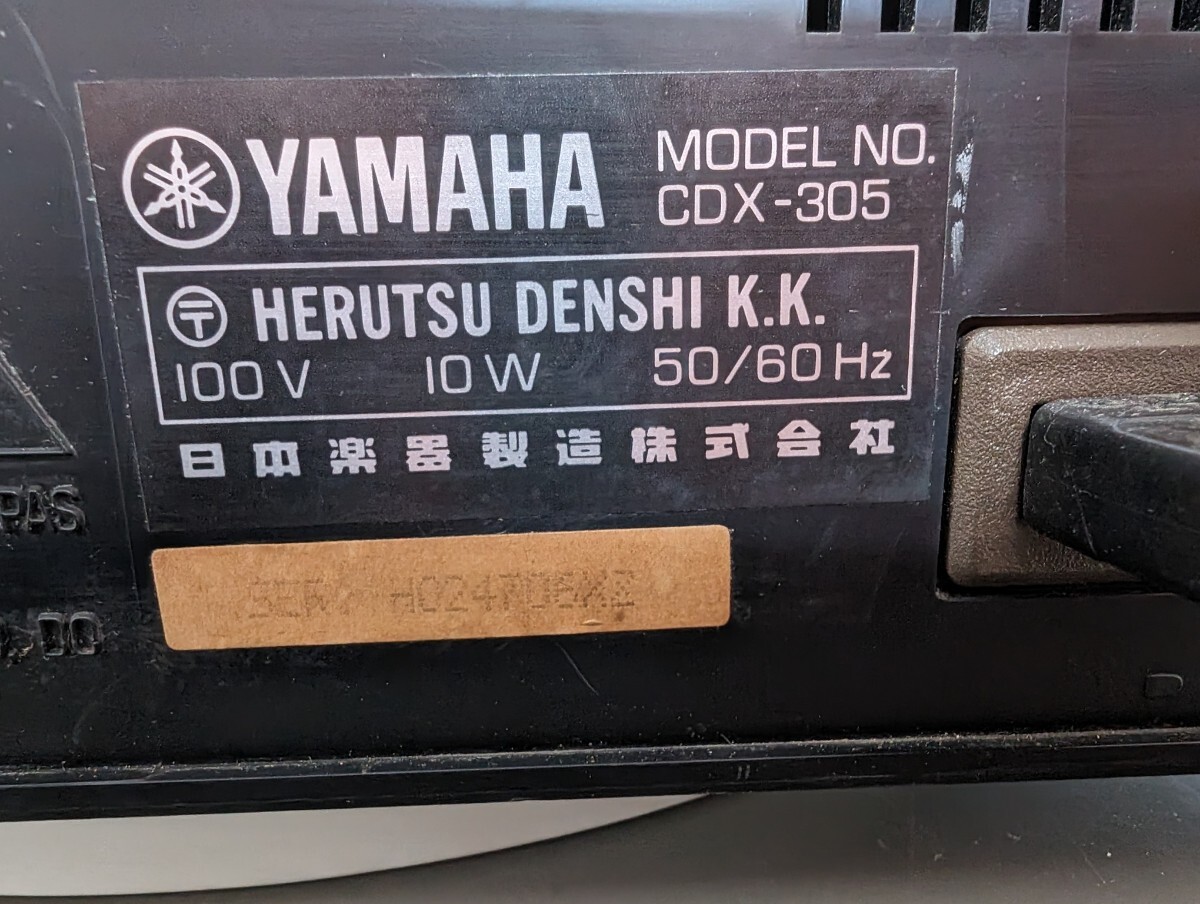 YAMAHA
MODEL NO.
CDX-305
〒 HERUTSU DENSHI K.K.
100V 10W 50/60Hz
日本楽器製造株式会社